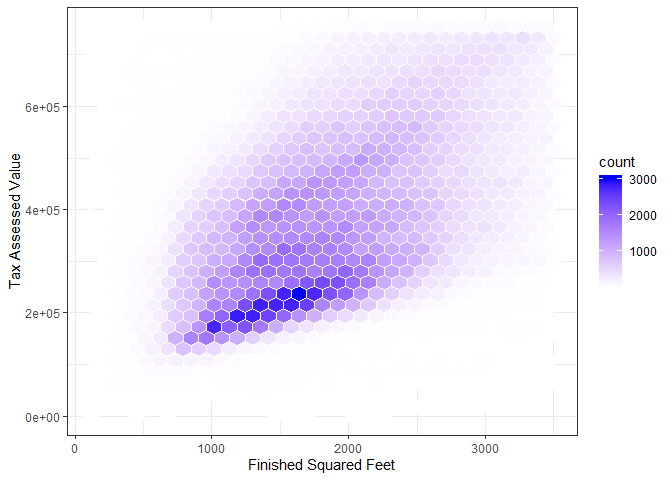 6e+05
4e+05
2e+05
0e+00
Tax Assessed Value
0
1000
2000
3000
Finished Squared Feet
count
3000
2000
1000